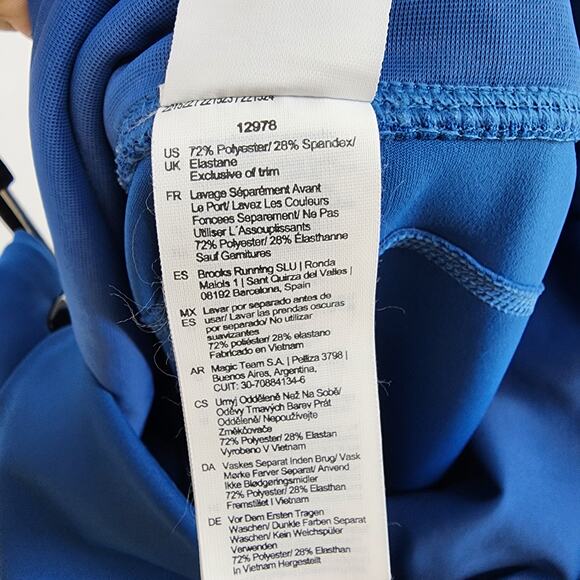 221522 / 221523 / 221524
12978
US 72% Polyester/ 28% Spandex/
UK Elastane
Exclusive of trim
FR Lavage Séparément Avant
Le Port/ Lavez Les Couleurs
Foncees Separement/ Ne Pas
Utiliser L'Assouplissants
72% Polyester/ 28% Élasthanne
Sauf Garnitures
ES Brooks Running SLU | Ronda
Maiols 1 | Sant Quirza del Valles |
08192 Barcelona, Spain
MX Lavar por separado antes de
ES usar/ Lavar las prendas oscuras
por separado/ No utilizar
suavizantes
72% poliéster/ 28% elastano
Fabricado en Vietnam
AR Magic Team S.A. | Pelliza 3798 |
Buenos Aires, Argentina,
CUIT: 30-70884134-6
CS Umyj Odděleně Než Na Sobě/
Oděvy Tmavých Barev Prát
Odděleně/ Nepoužívejte
Změkčovače
72% Polyester/ 28% Elastan
Vyrobeno V Vietnam
DA Vaskes Separat Inden Brug/ Vask
Mørke Farver Separat/ Anvend
Ikke Blødgøringsmidler
72% Polyester/ 28% Elasthan
Fremstillet I Vietnam
DE Vor Dem Ersten Tragen
Waschen/ Dunkle Farben Separat
Waschen/ Kein Weichspüler
Verwenden
72% Polyester/ 28% Elasthan
In Vietnam Hergestellt